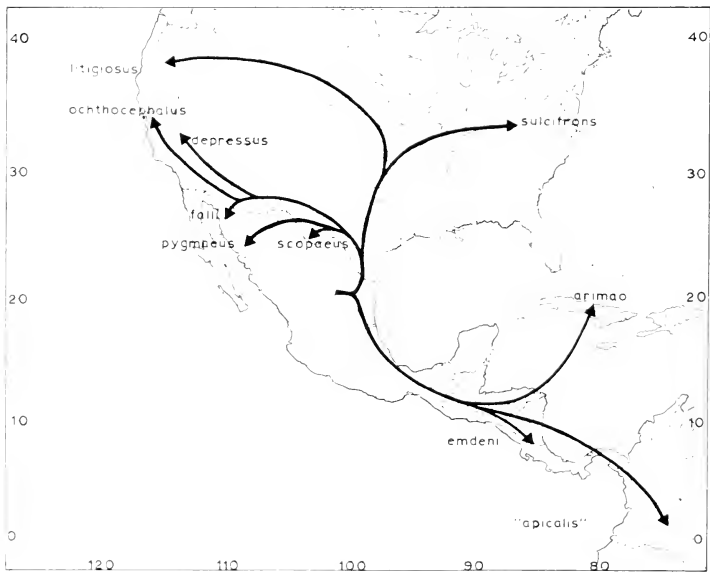 40 40
litigiosus
ochthocephalus
sulcifrons
depressus
30 30
falli
pygmaeus scopaeus
20 arimao 20
10 10
emdeni
"apicalis"
0 0
120 110 100 90 80